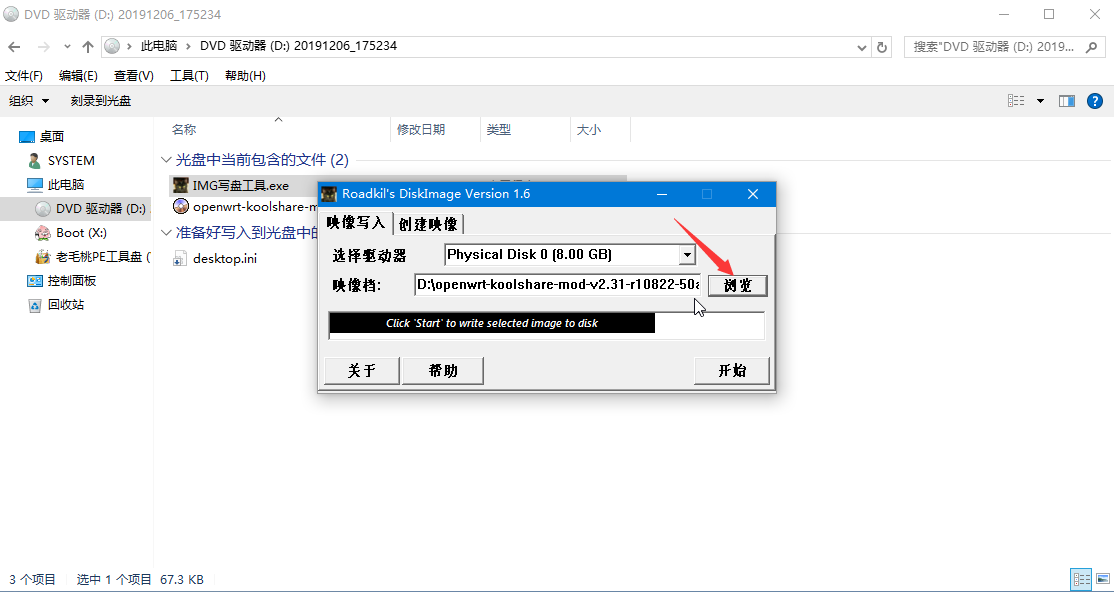 DVD 驱动器 (D:) 20191206_175234
此电脑 > DVD 驱动器 (D:) 20191206_175234
搜索"DVD 驱动器 (D:) 2019...
文件(F) 编辑(E) 查看(V) 工具(T) 帮助(H)
组织 刻录到光盘
名称 修改日期 类型 大小
桌面
SYSTEM
此电脑
DVD 驱动器 (D:)
Boot (X:)
老毛桃PE工具盘 (
控制面板
回收站
光盘中当前包含的文件 (2)
IMG写盘工具.exe
openwrt-koolshare-m
准备好写入到光盘中的
desktop.ini
Roadkil's DiskImage Version 1.6
映像写入 创建映像
选择驱动器 Physical Disk 0 (8.00 GB)
映像档: D:\openwrt-koolshare-mod-v2.31-r10822-50a 浏览
Click 'Start' to write selected image to disk
关于 帮助 开始
3 个项目 选中 1 个项目 67.3 KB